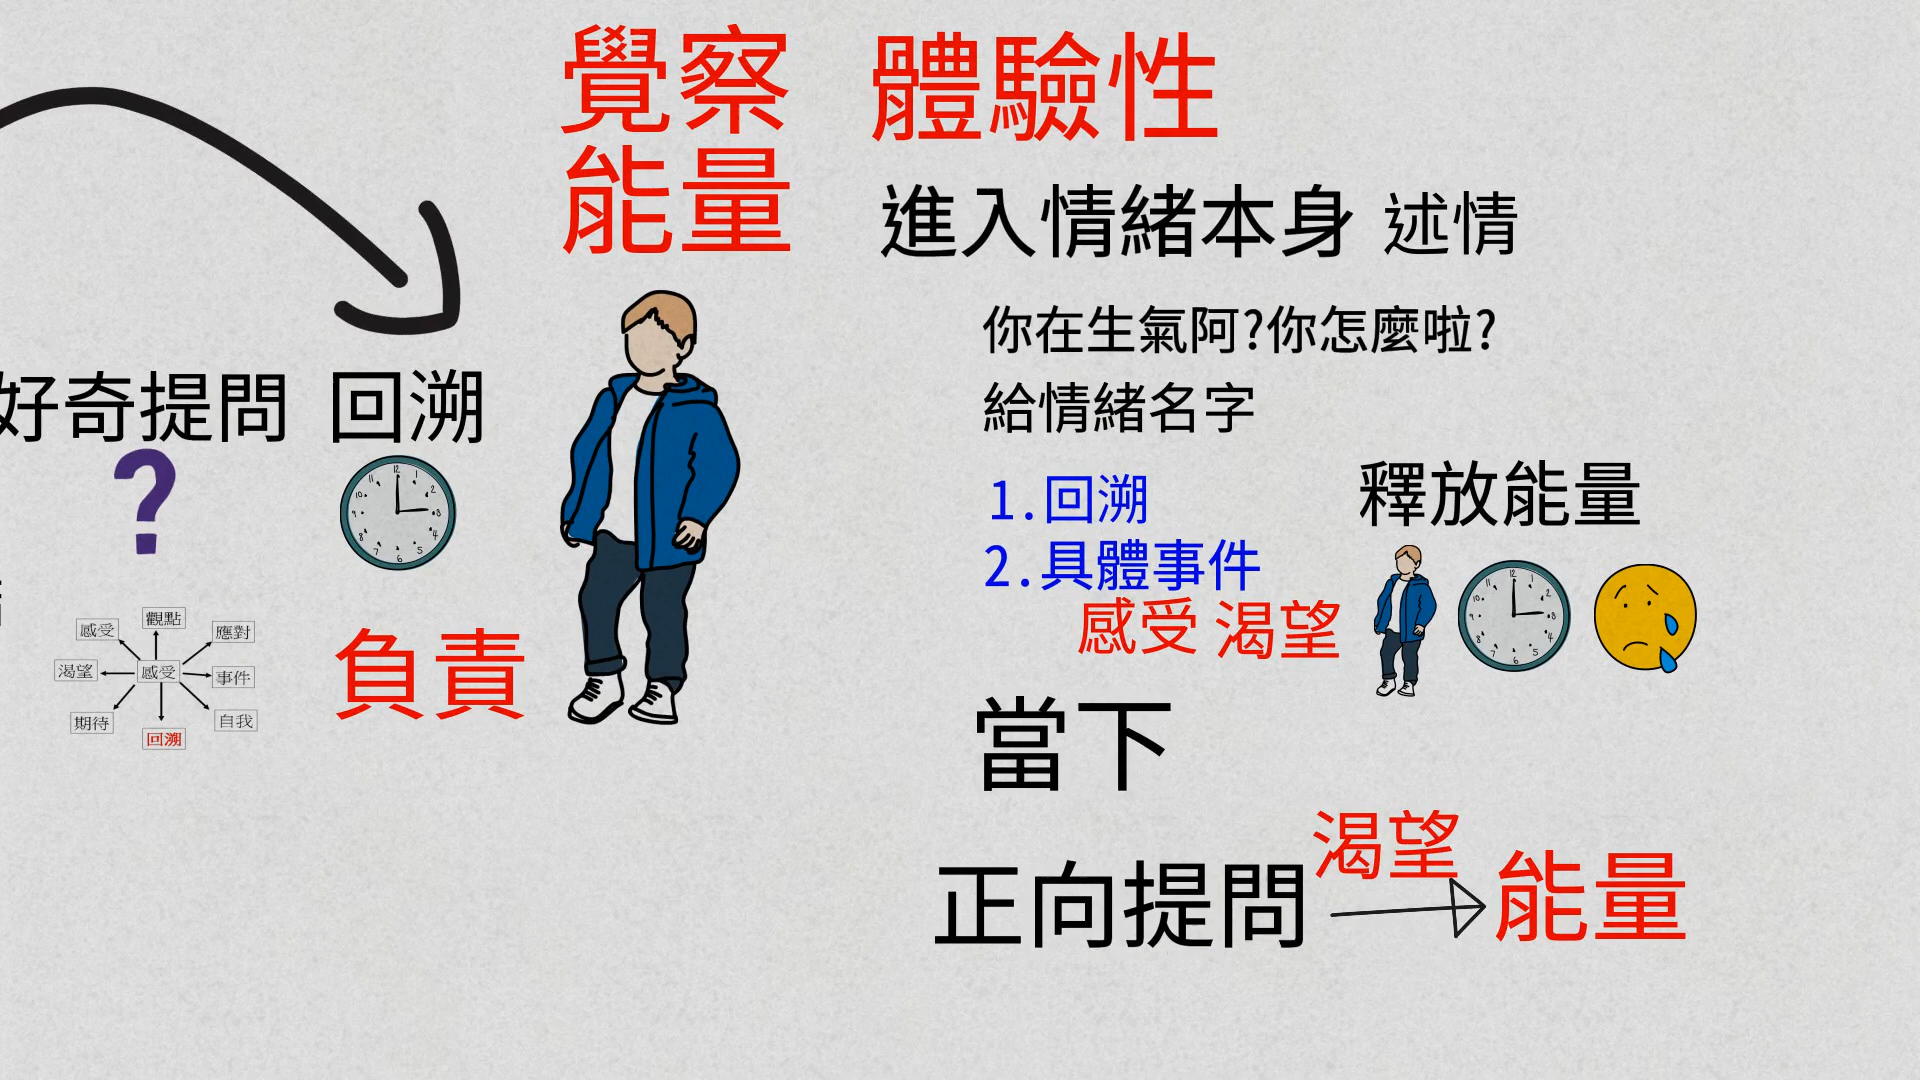 覺察
能量
體驗性
進入情緒本身 述情
你在生氣阿?你怎麼啦?
給情緒名字
好奇提問 回溯
1.回溯
2.具體事件
感受 渴望
釋放能量
觀點
感受
應對
渴望
感受
事件
期待
自我
回溯
負責
當下
正向提問
渴望
能量